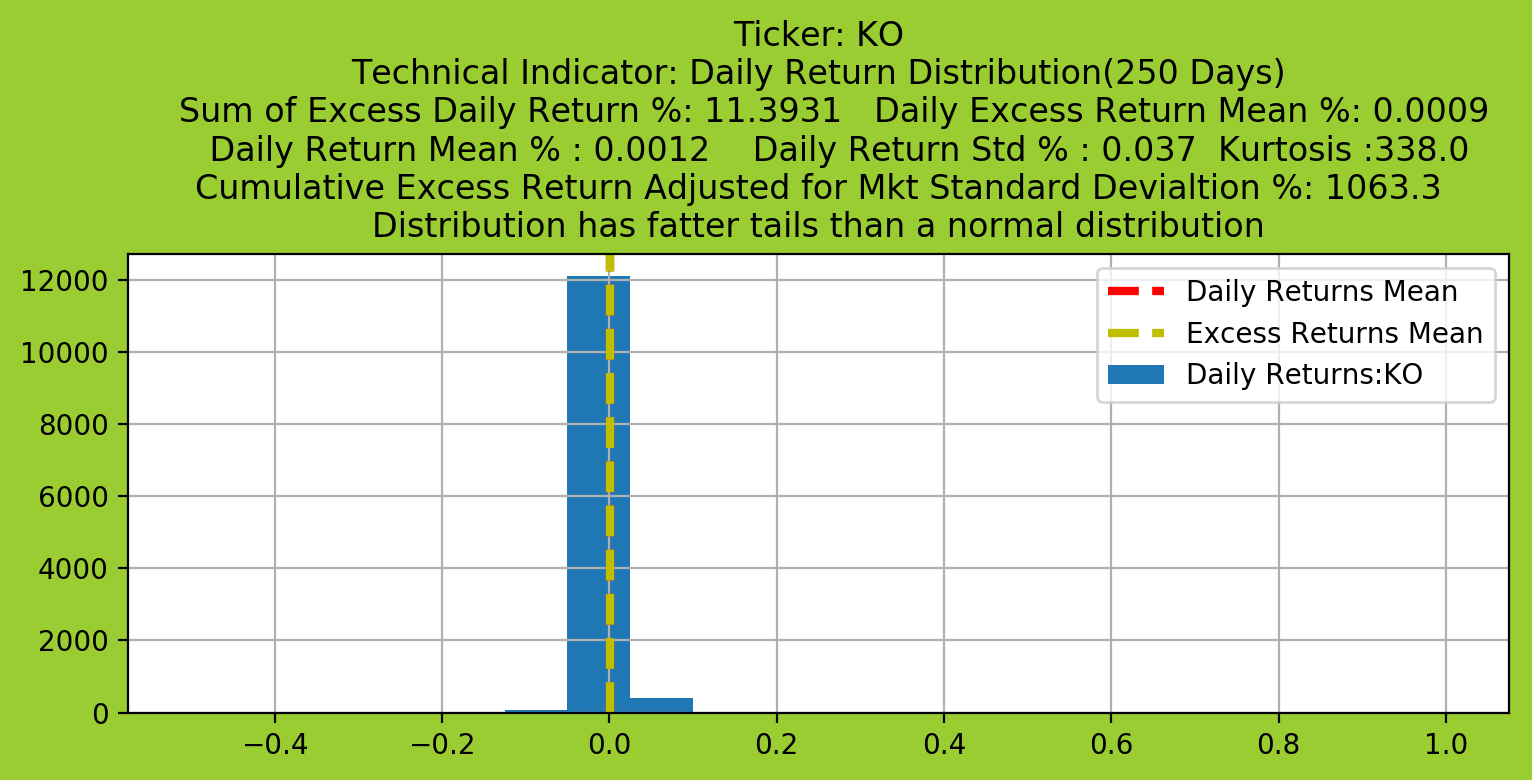 Ticker: KO
Technical Indicator: Daily Return Distribution(250 Days)
Sum of Excess Daily Return %: 11.3931   Daily Excess Return Mean %: 0.0009
Daily Return Mean % : 0.0012    Daily Return Std % : 0.037  Kurtosis :338.0
Cumulative Excess Return Adjusted for Mkt Standard Devialtion %: 1063.3
Distribution has fatter tails than a normal distribution
12000
10000
8000
6000
4000
2000
0
Daily Returns Mean
Excess Returns Mean
Daily Returns:KO
−0.4 −0.2 0.0 0.2 0.4 0.6 0.8 1.0